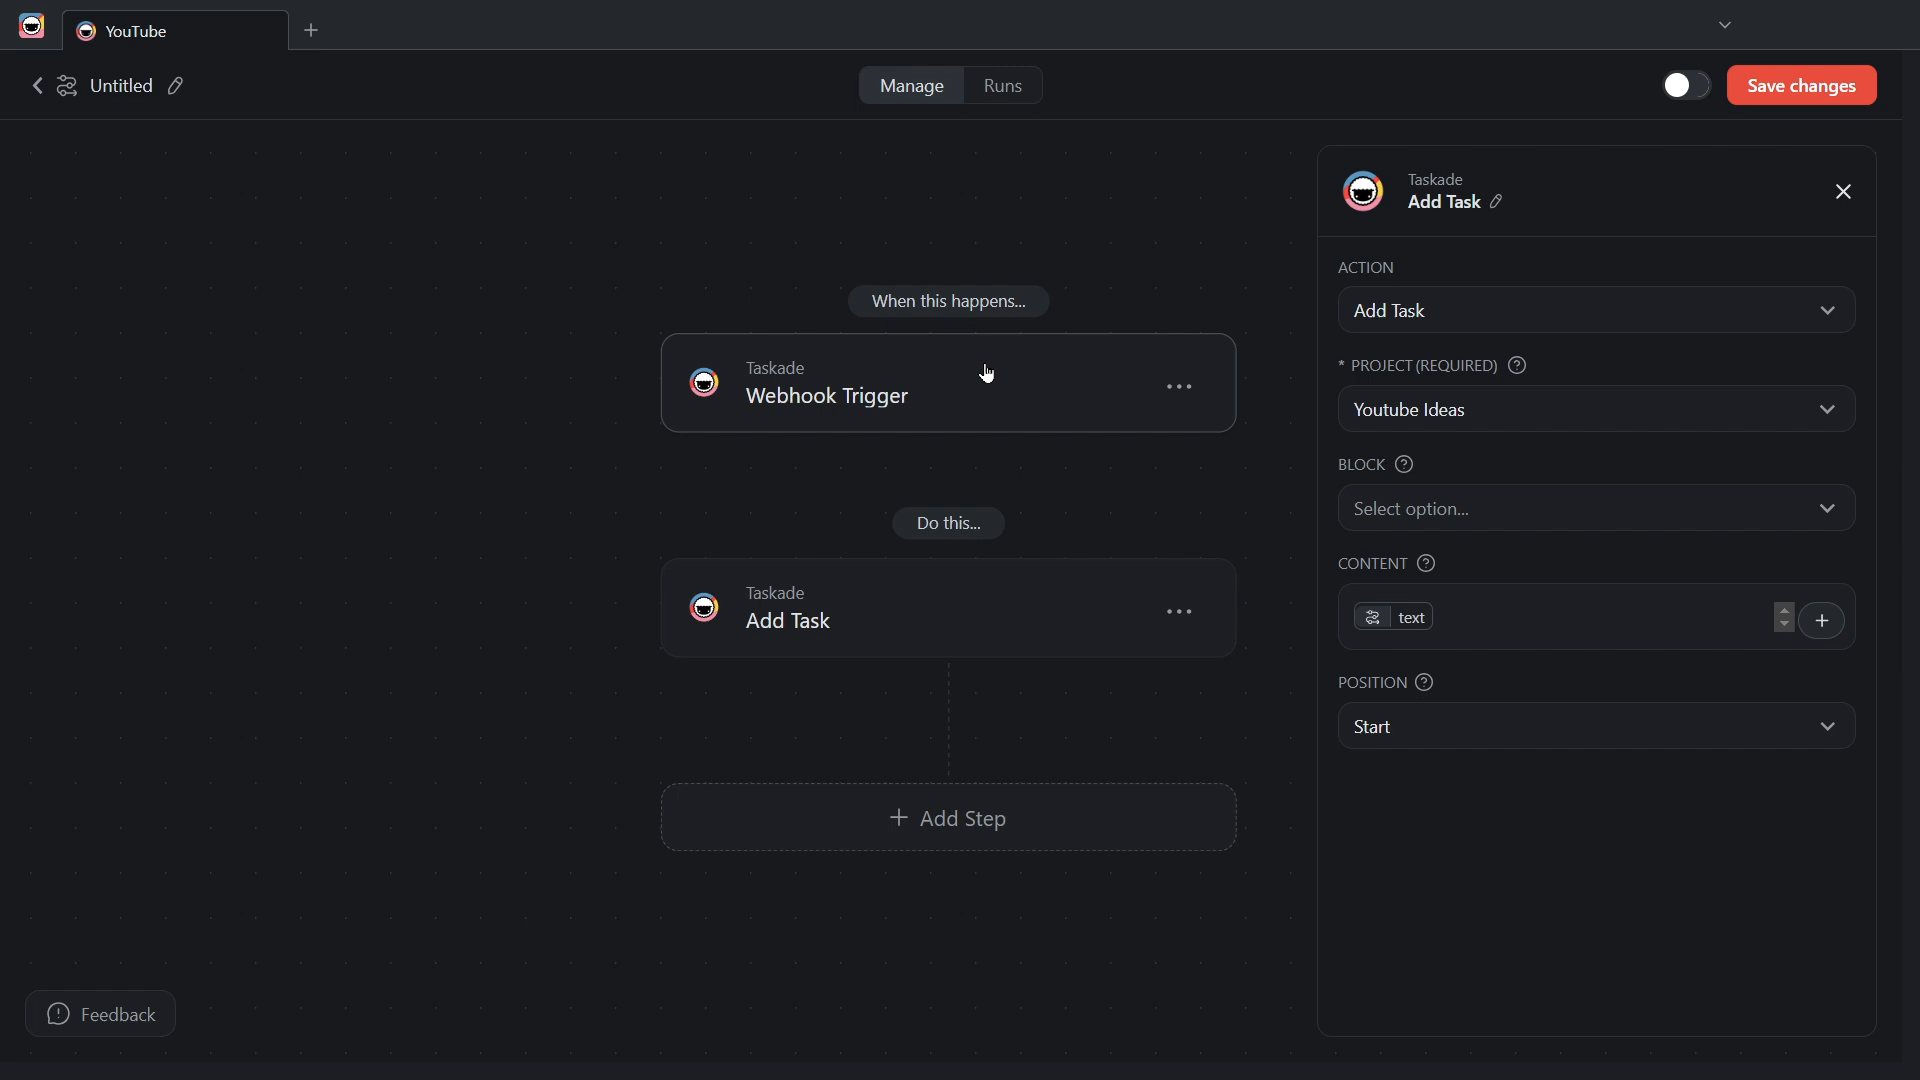 YouTube
Untitled
Manage
Runs
Save changes
When this happens...
Taskade
Webhook Trigger
Do this...
Taskade
Add Task
Add Step
Feedback
Taskade
Add Task
ACTION
Add Task
* PROJECT (REQUIRED)
Youtube Ideas
BLOCK
Select option...
CONTENT
text
POSITION
Start